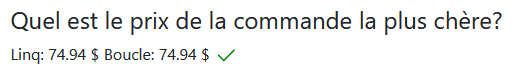 Quel est le prix de la commande la plus chère?
Linq: 74.94 $ Boucle: 74.94 $ ✓